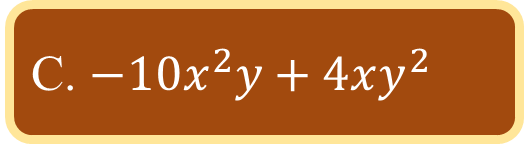 C. −10x²y + 4xy²